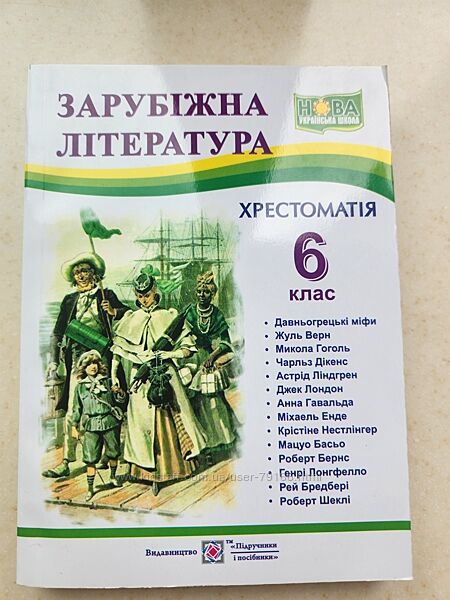 ЗАРУБІЖНА
ЛІТЕРАТУРА
НОВА
УКРАЇНСЬКА ШКОЛА
ХРЕСТОМАТІЯ
6
клас
• Давньогрецькі міфи
• Жуль Верн
• Микола Гоголь
• Чарльз Дікенс
• Астрід Ліндгрен
• Джек Лондон
• Анна Гавальда
• Міхаель Енде
• Крістіне Нестлінгер
• Мацуо Басьо
• Роберт Бернс
• Генрі Лонгфелло
• Рей Бредбері
• Роберт Шеклі
Видавництво ™ «Підручники
і посібники»